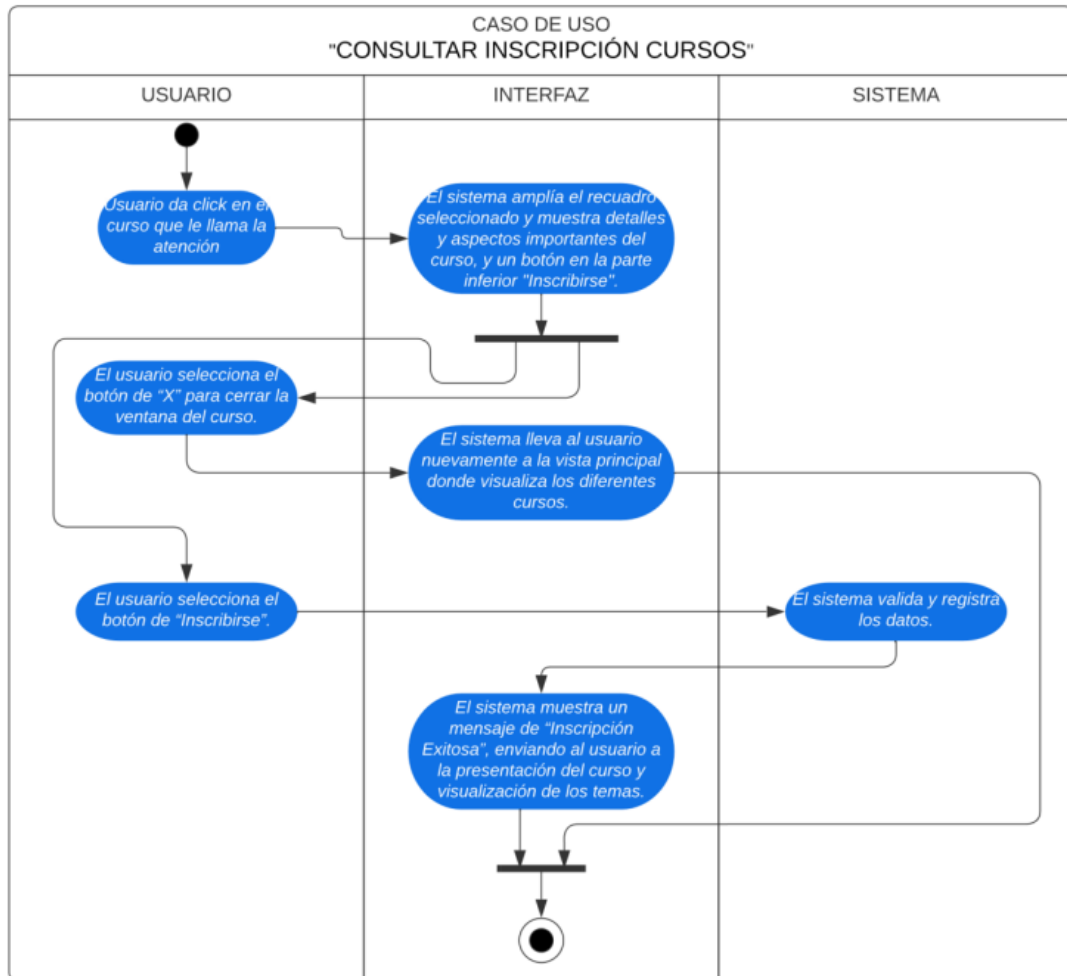 CASO DE USO
"CONSULTAR INSCRIPCIÓN CURSOS"
USUARIO
INTERFAZ
SISTEMA
Usuario da click en el
curso que le llama la
atención
El sistema amplía el recuadro
seleccionado y muestra detalles
y aspectos importantes del
curso, y un botón en la parte
inferior "Inscribirse".
El usuario selecciona el
botón de “X” para cerrar la
ventana del curso.
El sistema lleva al usuario
nuevamente a la vista principal
donde visualiza los diferentes
cursos.
El usuario selecciona el
botón de “Inscribirse”.
El sistema valida y registra
los datos.
El sistema muestra un
mensaje de “Inscripción
Exitosa”, enviando al usuario a
la presentación del curso y
visualización de los temas.